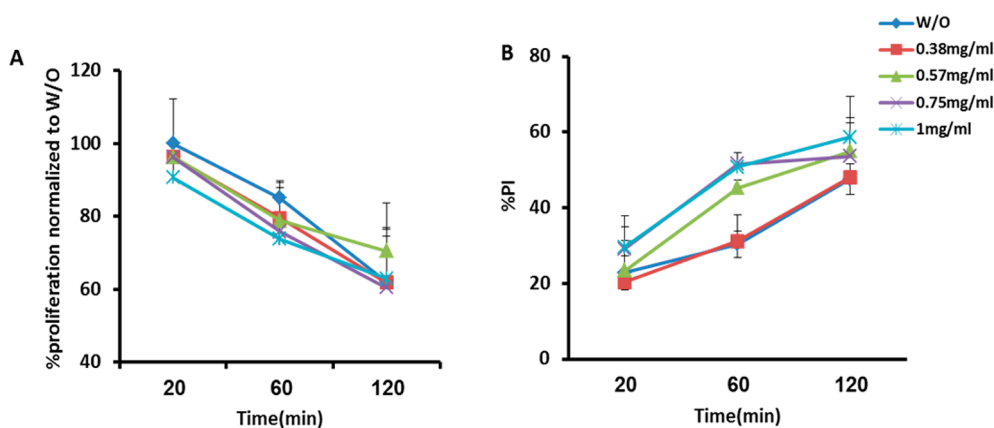 A
%proliferation normalized to W/O
120
100
80
60
40
20 60 120
Time(min)
B
%PI
80
60
40
20
0
20 60 120
Time(min)
W/O
0.38mg/ml
0.57mg/ml
0.75mg/ml
1mg/ml